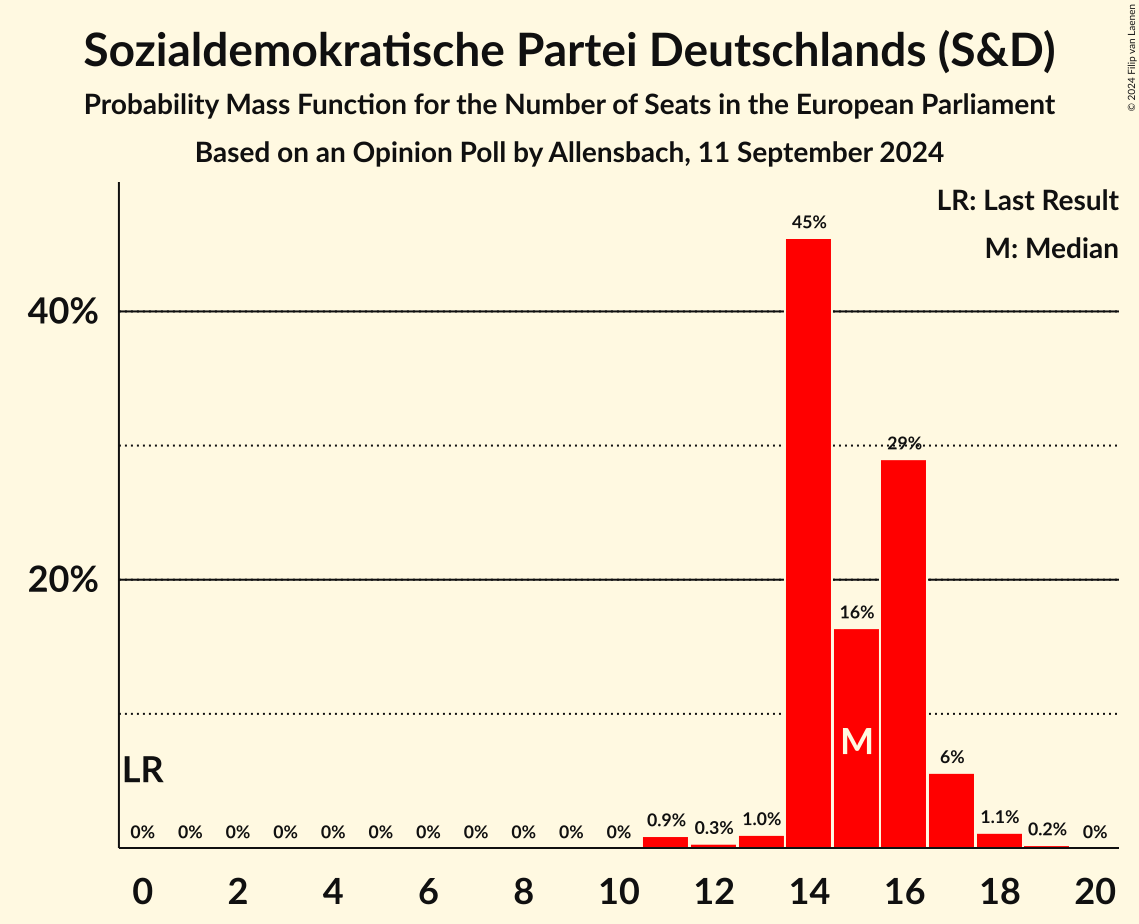 Sozialdemokratische Partei Deutschlands (S&D)
Probability Mass Function for the Number of Seats in the European Parliament
Based on an Opinion Poll by Allensbach, 11 September 2024
© 2024 Filip van Laenen
LR: Last Result
M: Median
45%
40%
29%
20%
16%
M
6%
LR
0% 0% 0% 0% 0% 0% 0% 0% 0% 0% 0% 0.9% 0.3% 1.0% 1.1% 0.2% 0%
0 2 4 6 8 10 12 14 16 18 20